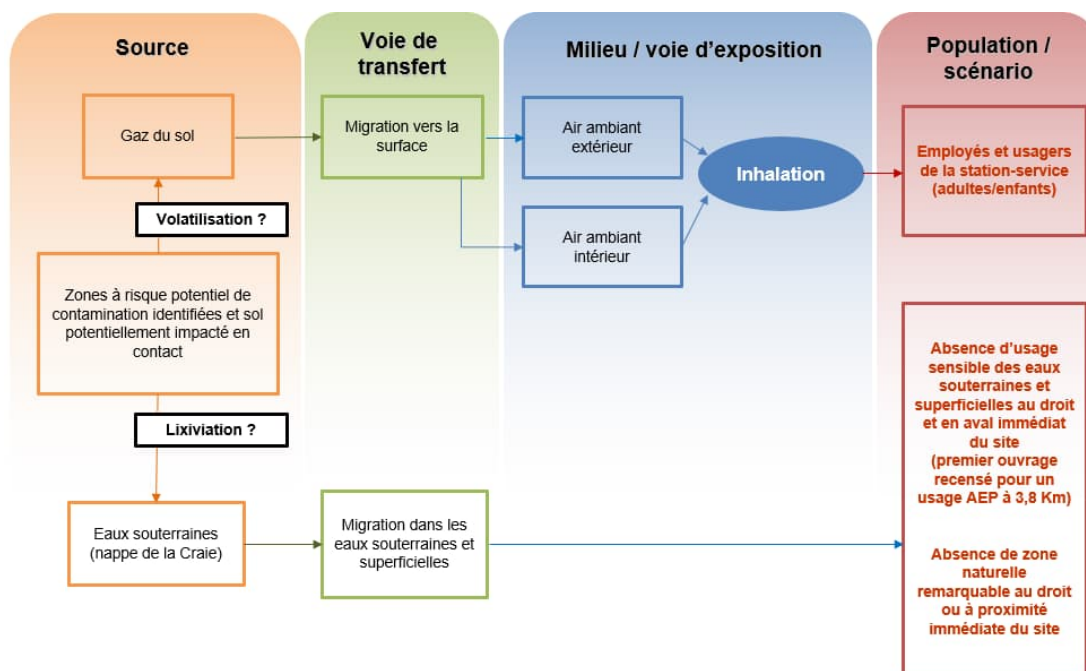 Source
Voie de
transfert
Milieu / voie d’exposition
Population /
scénario
Gaz du sol
Migration vers la
surface
Air ambiant
extérieur
Inhalation
Employés et usagers
de la station-service
(adultes/enfants)
Volatilisation ?
Air ambiant
intérieur
Zones à risque potentiel de
contamination identifiées et sol
potentiellement impacté en
contact
Lixiviation ?
Eaux souterraines
(nappe de la Craie)
Migration dans les
eaux souterraines et
superficielles
Absence d’usage
sensible des eaux
souterraines et
superficielles au droit
et en aval immédiat
du site
(premier ouvrage
recensé pour un
usage AEP à 3,8 Km)
Absence de zone
naturelle
remarquable au droit
ou à proximité
immédiate du site